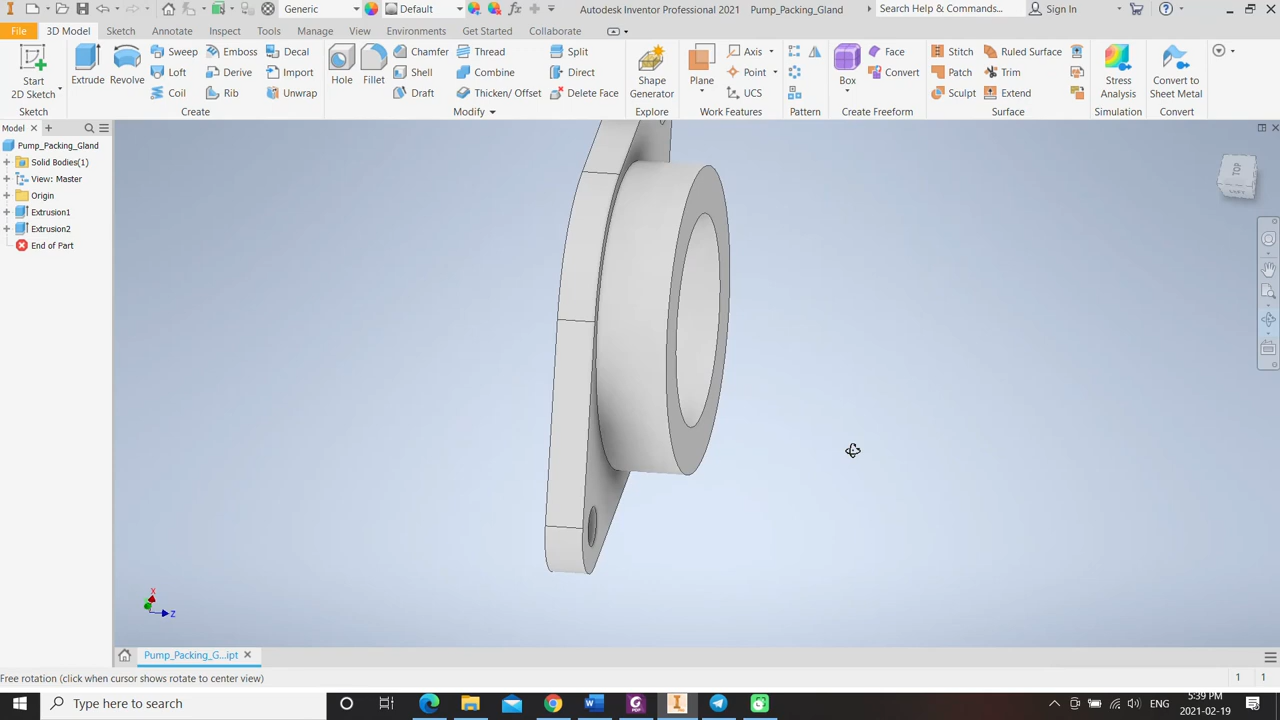 Generic
Default
Autodesk Inventor Professional 2021
Pump_Packing_Gland
Search Help & Commands...
Sign In
File
3D Model
Sketch
Annotate
Inspect
Tools
Manage
View
Environments
Get Started
Collaborate
Start
2D Sketch
Extrude
Revolve
Sweep
Loft
Coil
Emboss
Derive
Rib
Decal
Import
Unwrap
Hole
Fillet
Chamfer
Shell
Draft
Thread
Combine
Thicken/ Offset
Split
Direct
Delete Face
Shape
Generator
Plane
Axis
Point
UCS
Box
Face
Convert
Stitch
Patch
Sculpt
Ruled Surface
Trim
Extend
Stress
Analysis
Convert to
Sheet Metal
Sketch
Create
Modify
Explore
Work Features
Pattern
Create Freeform
Surface
Simulation
Convert
Model
Pump_Packing_Gland
Solid Bodies(1)
View: Master
Origin
Extrusion1
Extrusion2
End of Part
LEFT
X
Z
Pump_Packing_G...ipt
Free rotation (click when cursor shows rotate to center view)
1
1
Type here to search
ENG
5:39 PM
2021-02-19